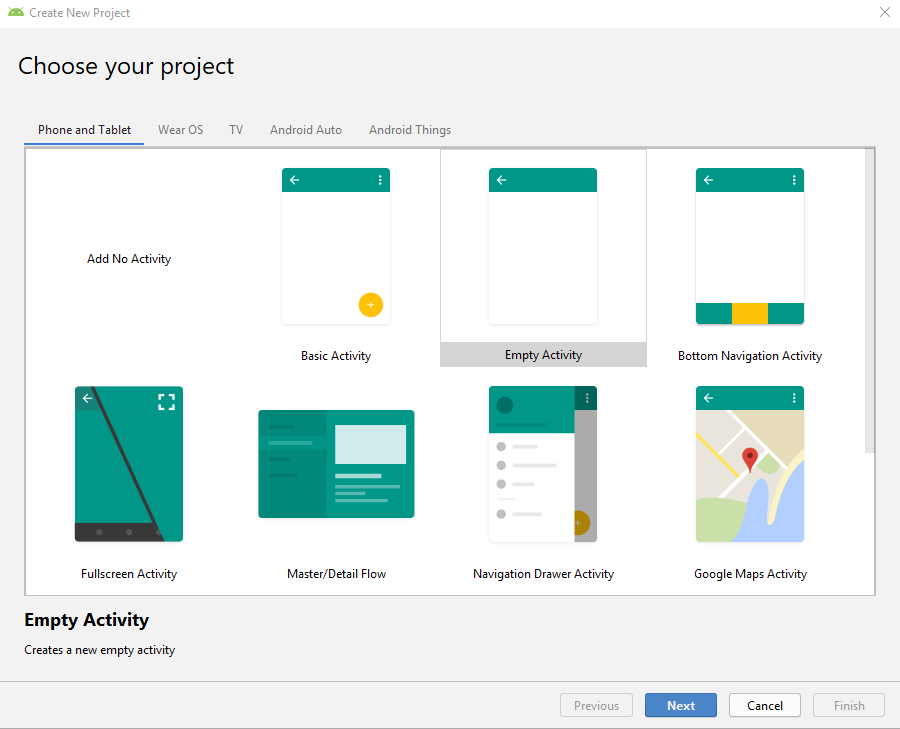 Create New Project
Choose your project
Phone and Tablet Wear OS TV Android Auto Android Things
Add No Activity
Basic Activity Empty Activity Bottom Navigation Activity
Fullscreen Activity Master/Detail Flow Navigation Drawer Activity Google Maps Activity
Empty Activity
Creates a new empty activity
Previous Next Cancel Finish